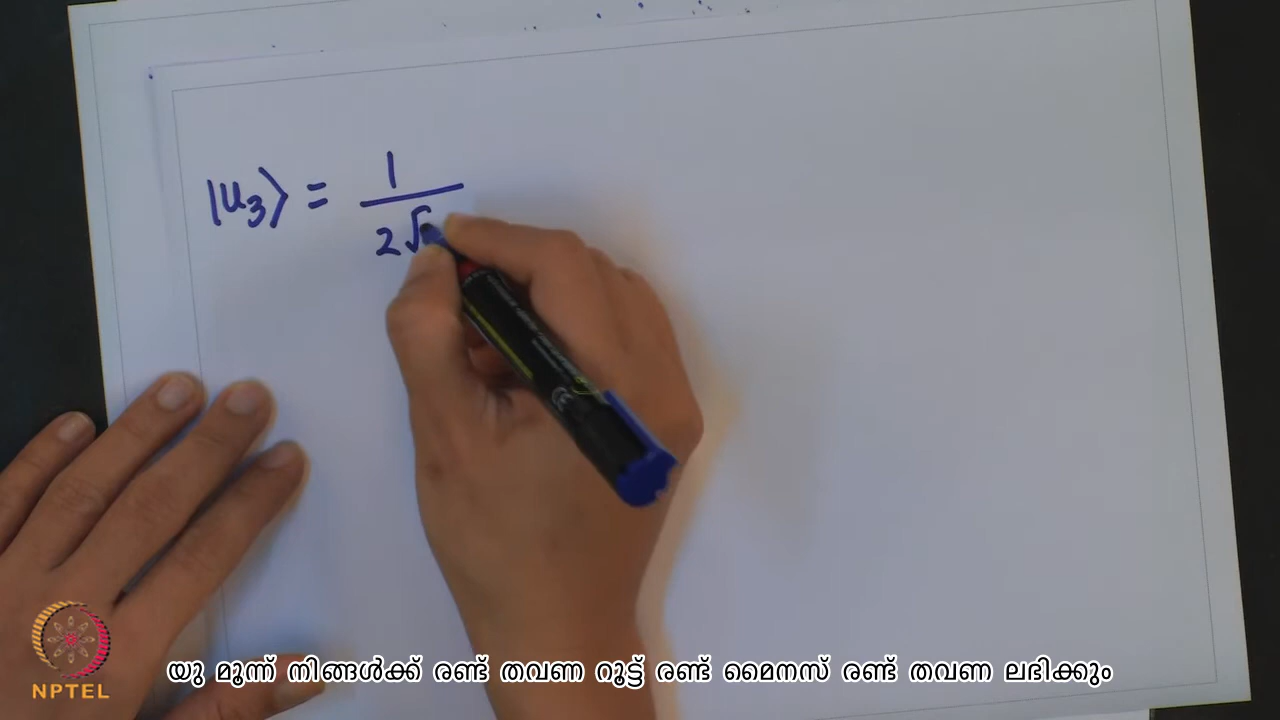 |u₃⟩ = 1 / 2√
NPTEL
യു മൂന്ന് നിങ്ങൾക്ക് രണ്ട് തവണ റൂട്ട് രണ്ട് മൈനസ് രണ്ട് തവണ ലഭിക്കും